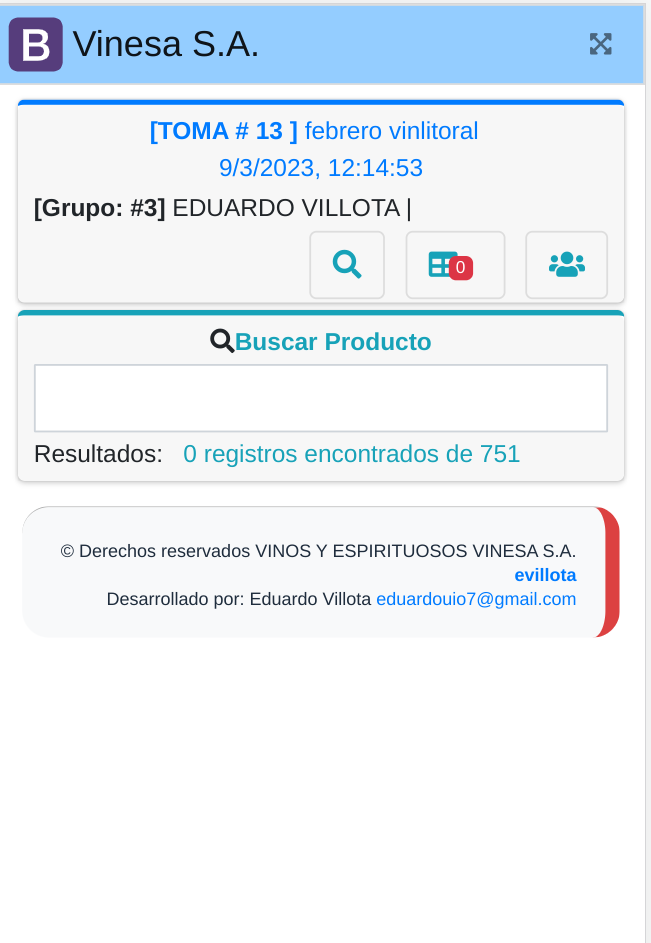 B Vinesa S.A.
[TOMA # 13 ] febrero vinlitoral
9/3/2023, 12:14:53
[Grupo: #3] EDUARDO VILLOTA |
0
Buscar Producto
Resultados: 0 registros encontrados de 751
© Derechos reservados VINOS Y ESPIRITUOSOS VINESA S.A.
evillota
Desarrollado por: Eduardo Villota eduardouio7@gmail.com